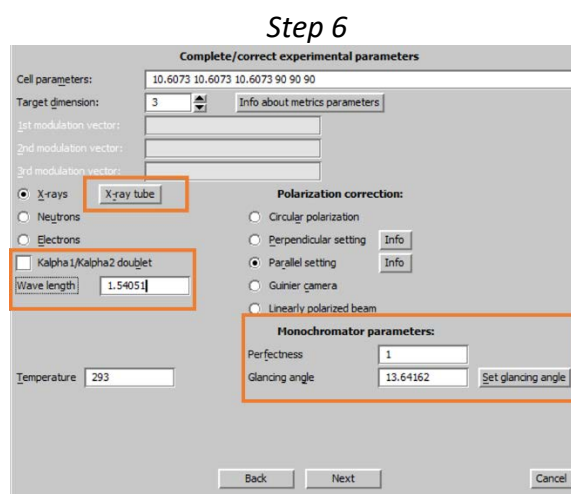 Step 6
Complete/correct experimental parameters
Cell parameters: 10.6073 10.6073 10.6073 90 90 90
Target dimension: 3 Info about metrics parameters
1st modulation vector:
2nd modulation vector:
3rd modulation vector:
X-rays X-ray tube Polarization correction:
Neutrons Circular polarization
Electrons Perpendicular setting Info
Kalpha1/Kalpha2 doublet Parallel setting Info
Wave length 1.54051 Guinier camera
Linearly polarized beam
Monochromator parameters:
Perfectness 1
Temperature 293 Glancing angle 13.64162 Set glancing angle
Back Next Cancel